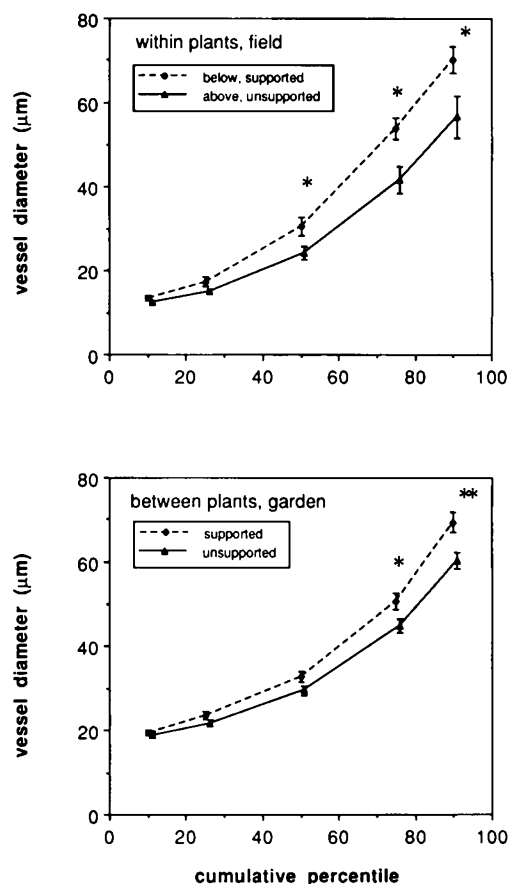 80
60
40
20
0
vessel diameter (µm)
within plants, field
below, supported
above, unsupported
*
*
*
0 20 40 60 80 100
80
60
40
20
0
vessel diameter (µm)
between plants, garden
supported
unsupported
*
**
0 20 40 60 80 100
cumulative percentile